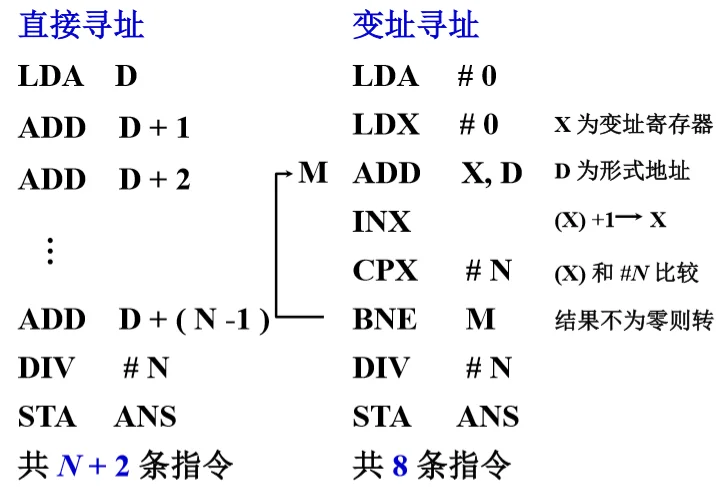 直接寻址
LDA D
ADD D + 1
ADD D + 2
⋮
ADD D + ( N -1 )
DIV # N
STA ANS
共 N + 2 条指令
变址寻址
LDA # 0
LDX # 0 X 为变址寄存器
M ADD X, D D 为形式地址
INX (X) +1→ X
CPX # N (X) 和 #N 比较
BNE M 结果不为零则转
DIV # N
STA ANS
共 8 条指令